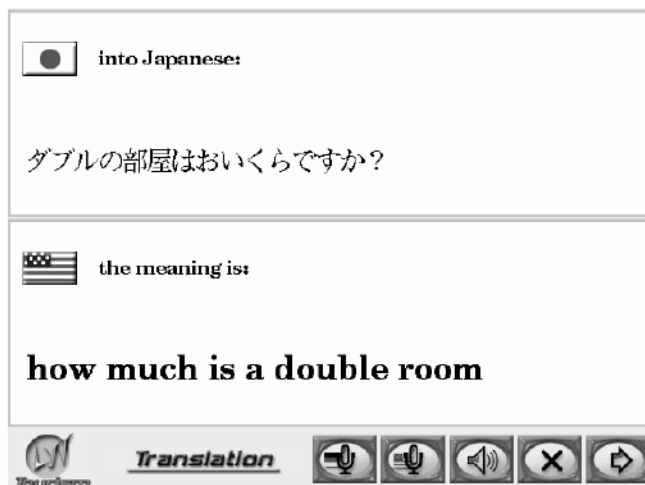 into Japanese:
ダブルの部屋はおいくらですか？
the meaning is:
how much is a double room
Translation
Tourism